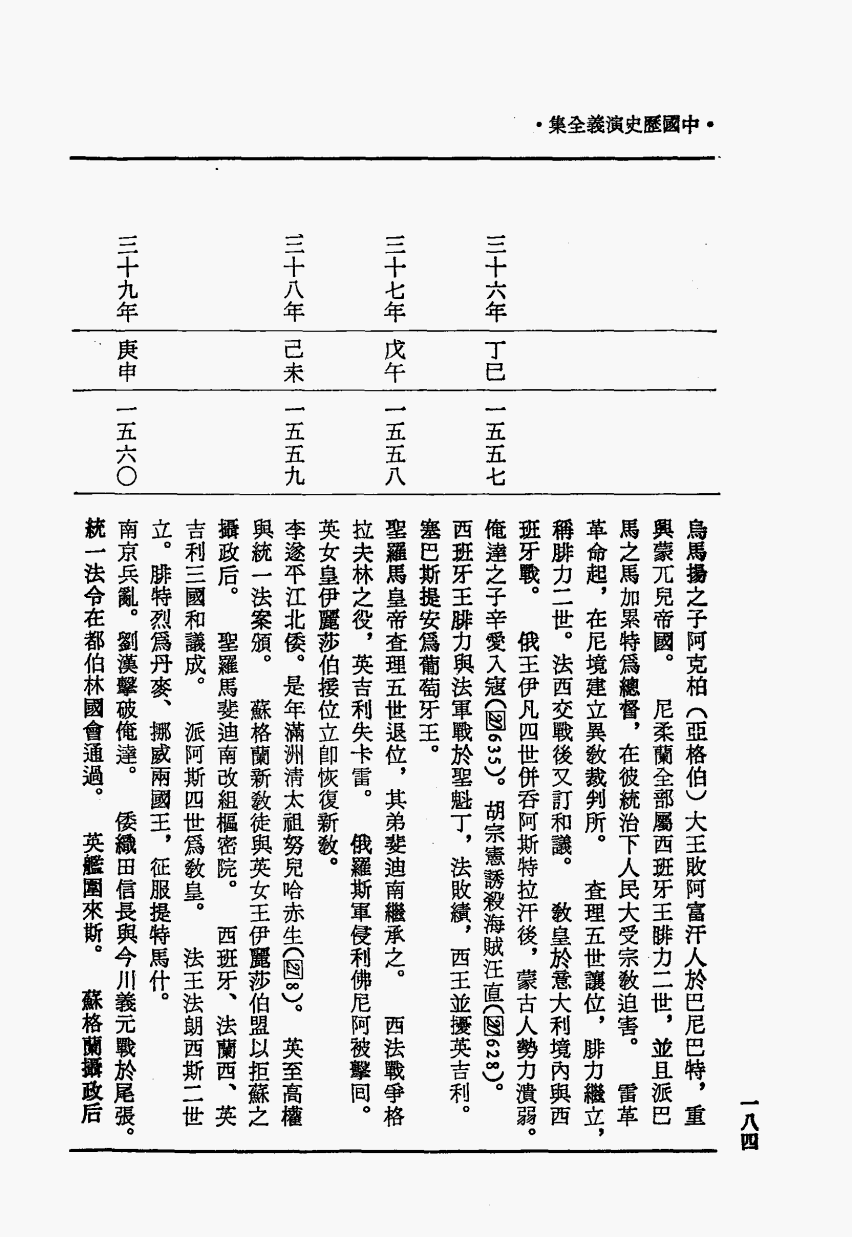 •中國歷史演義全集•
一八四
烏馬揚之子阿克柏（亞格伯）大王敗阿富汗人於巴尼巴特，重
興蒙兀兒帝國。　尼柔蘭全部屬西班牙王腓力二世，並且派巴
馬之馬加累特爲總督，在彼統治下人民大受宗敎迫害。　雷革
革命起，在尼境建立異敎裁判所。　查理五世讓位，腓力繼立，
稱腓力二世。法西交戰後又訂和議。　敎皇於意大利境內與西
班牙戰。　俄王伊凡四世併吞阿斯特拉汗後，蒙古人勢力潰弱。
三十六年　丁巳　一五五七　俺達之子辛愛入寇（635）。胡宗憲誘殺海賊汪直（628）。
西班牙王腓力與法軍戰於聖魁丁，法敗績，西王並擾英吉利。
塞巴斯提安爲葡萄牙王。
三十七年　戊午　一五五八　聖羅馬皇帝查理五世退位，其弟斐迪南繼承之。　西法戰爭格
拉夫林之役，英吉利失卡雷。　俄羅斯軍侵利佛尼阿被擊囘。
英女皇伊麗莎伯接位立卽恢復新敎。
三十八年　己未　一五五九　李遂平江北倭。是年滿洲淸太祖努兒哈赤生（8）。　英至高權
與統一法案頒。　蘇格蘭新敎徒與英女王伊麗莎伯盟以拒蘇之
攝政后。　聖羅馬斐迪南改組樞密院。　西班牙、法蘭西、英
吉利三國和議成。　派阿斯四世爲敎皇。　法王法朗西斯二世
立。腓特烈爲丹麥、挪威兩國王，征服提特馬什。
三十九年　庚申　一五六〇　南京兵亂。劉漢擊破俺達。　倭織田信長與今川義元戰於尾張。
統一法令在都伯林國會通過。　英艦圍來斯。　蘇格蘭攝政后